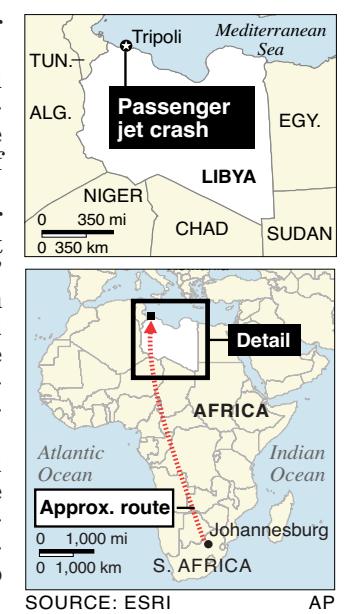 Tripoli
Mediterranean
Sea
TUN.
ALG.
Passenger
jet crash
EGY.
LIBYA
NIGER
0 350 mi
0 350 km
CHAD
SUDAN
Detail
AFRICA
Atlantic
Ocean
Indian
Ocean
Approx. route
Johannesburg
0 1,000 mi
0 1,000 km
S. AFRICA
SOURCE: ESRI AP